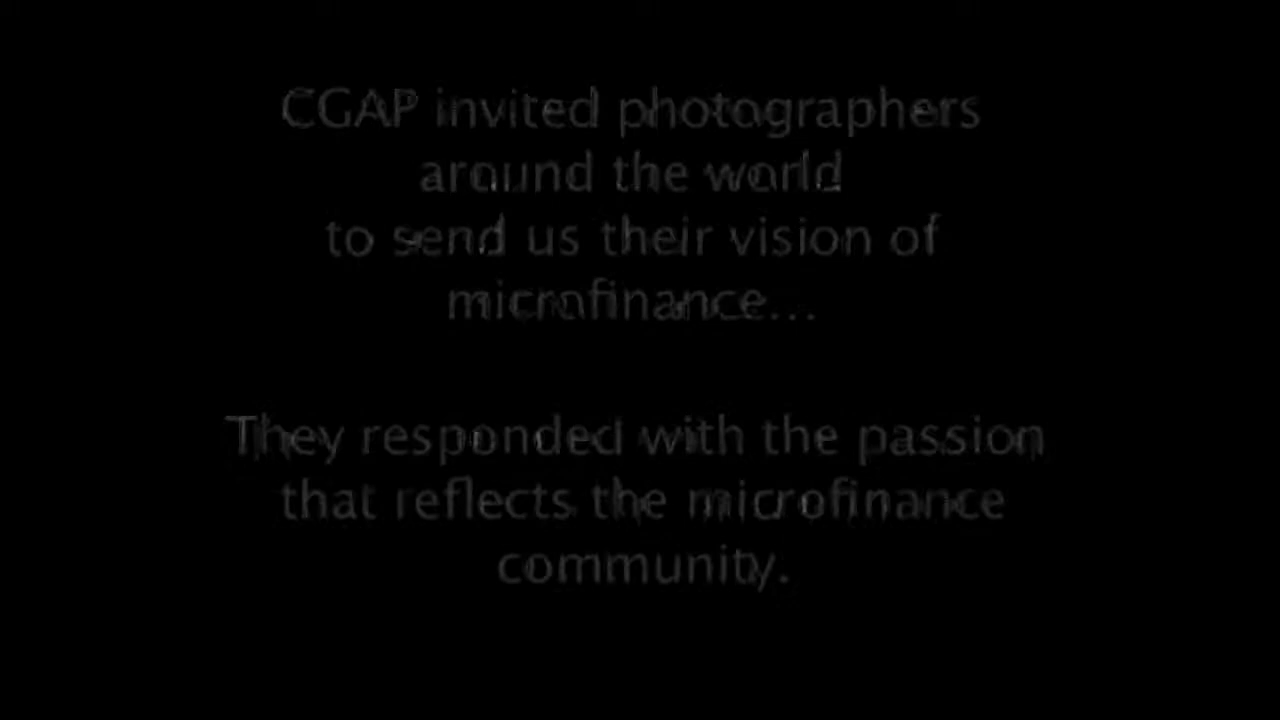 CGAP invited photographers
around the world
to send us their vision of
microfinance...
They responded with the passion
that reflects the microfinance
community.